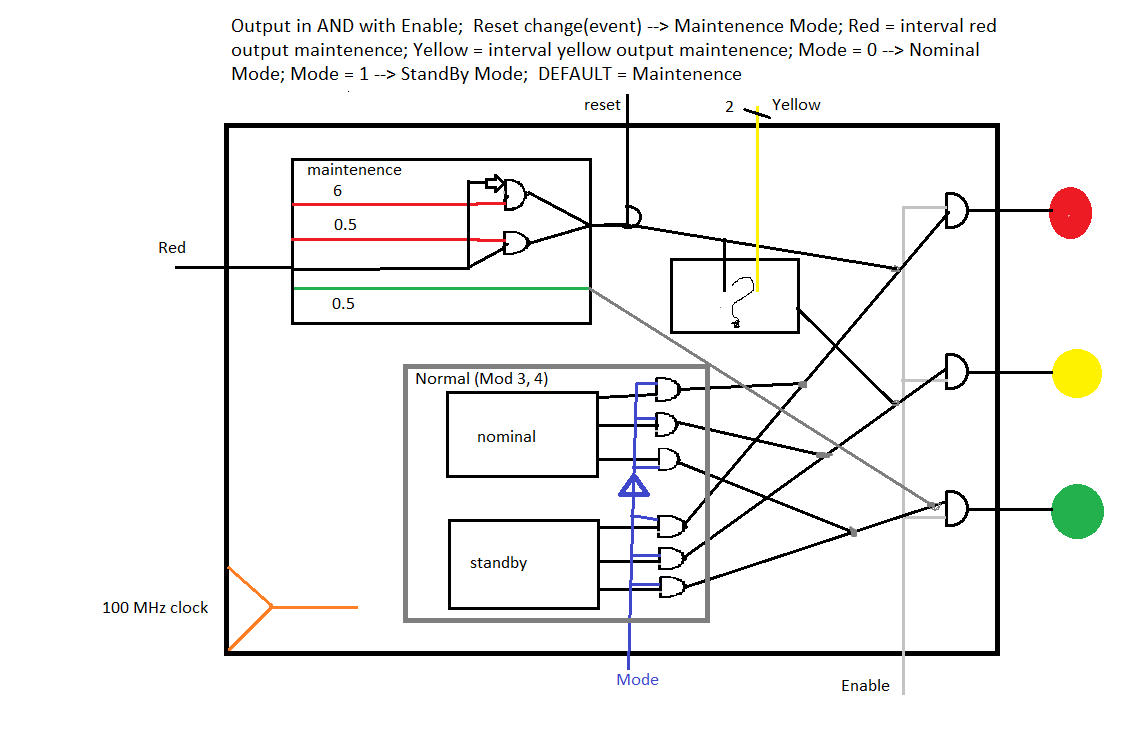 Output in AND with Enable;  Reset change(event) --> Maintenence Mode; Red = interval red
output maintenence; Yellow = interval yellow output maintenence; Mode = 0 --> Nominal
Mode; Mode = 1 --> StandBy Mode;  DEFAULT = Maintenence
reset
2
Yellow
maintenence
6
0.5
Red
0.5
?
Normal (Mod 3, 4)
nominal
standby
100 MHz clock
Mode
Enable